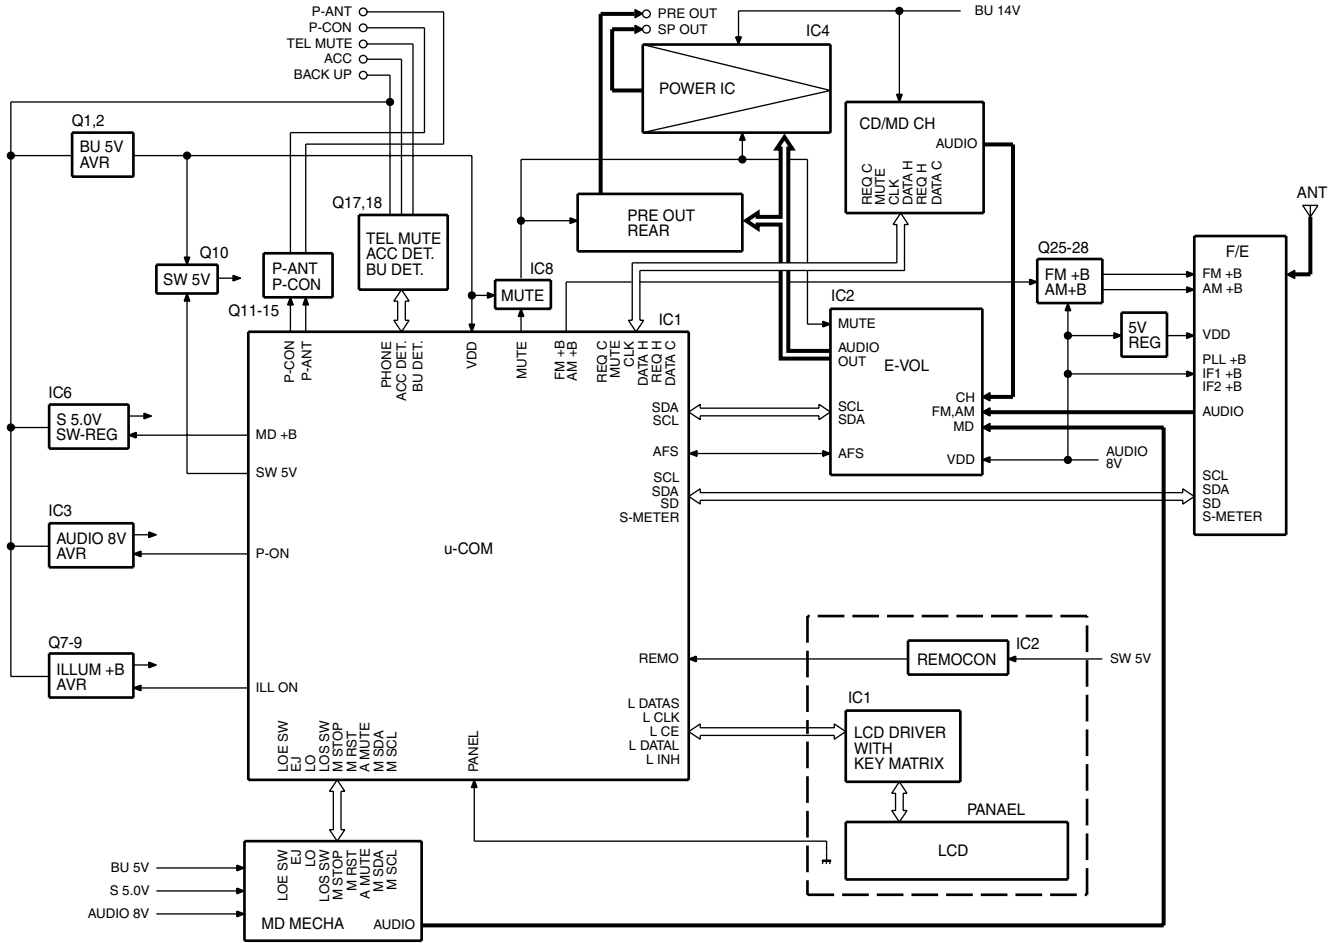 P-ANT
P-CON
TEL MUTE
ACC
BACK UP
PRE OUT
SP OUT
IC4
BU 14V
POWER IC
Q1,2
BU 5V
AVR
CD/MD CH
AUDIO
REQ C
MUTE
CLK
DATA H
REQ H
DATA C
Q17,18
TEL MUTE
ACC DET.
BU DET.
PRE OUT
REAR
ANT
Q10
SW 5V
P-ANT
P-CON
Q11-15
IC8
MUTE
Q25-28
FM +B
AM+B
F/E
FM +B
AM +B
5V
REG
VDD
PLL +B
IF1 +B
IF2 +B
AUDIO
SCL
SDA
SD
S-METER
IC2
MUTE
AUDIO
OUT
E-VOL
CH
FM,AM
MD
SCL
SDA
AFS
VDD
AUDIO
8V
IC1
P-CON
P-ANT
PHONE
ACC DET.
BU DET.
VDD
MUTE
FM +B
AM +B
REQ C
MUTE
CLK
DATA H
REQ H
DATA C
SDA
SCL
AFS
SCL
SDA
SD
S-METER
IC6
S 5.0V
SW-REG
MD +B
SW 5V
IC3
AUDIO 8V
AVR
P-ON
u-COM
Q7-9
ILLUM +B
AVR
ILL ON
REMO
L DATAS
L CLK
L CE
L DATAL
L INH
REMOCON
IC2
SW 5V
IC1
LCD DRIVER
WITH
KEY MATRIX
PANAEL
LCD
LOE SW
EJ
LO
LOS SW
M STOP
M RST
A MUTE
M SDA
M SCL
PANEL
BU 5V
S 5.0V
AUDIO 8V
LOE SW
EJ
LO
LOS SW
M STOP
M RST
A MUTE
M SDA
M SCL
MD MECHA
AUDIO